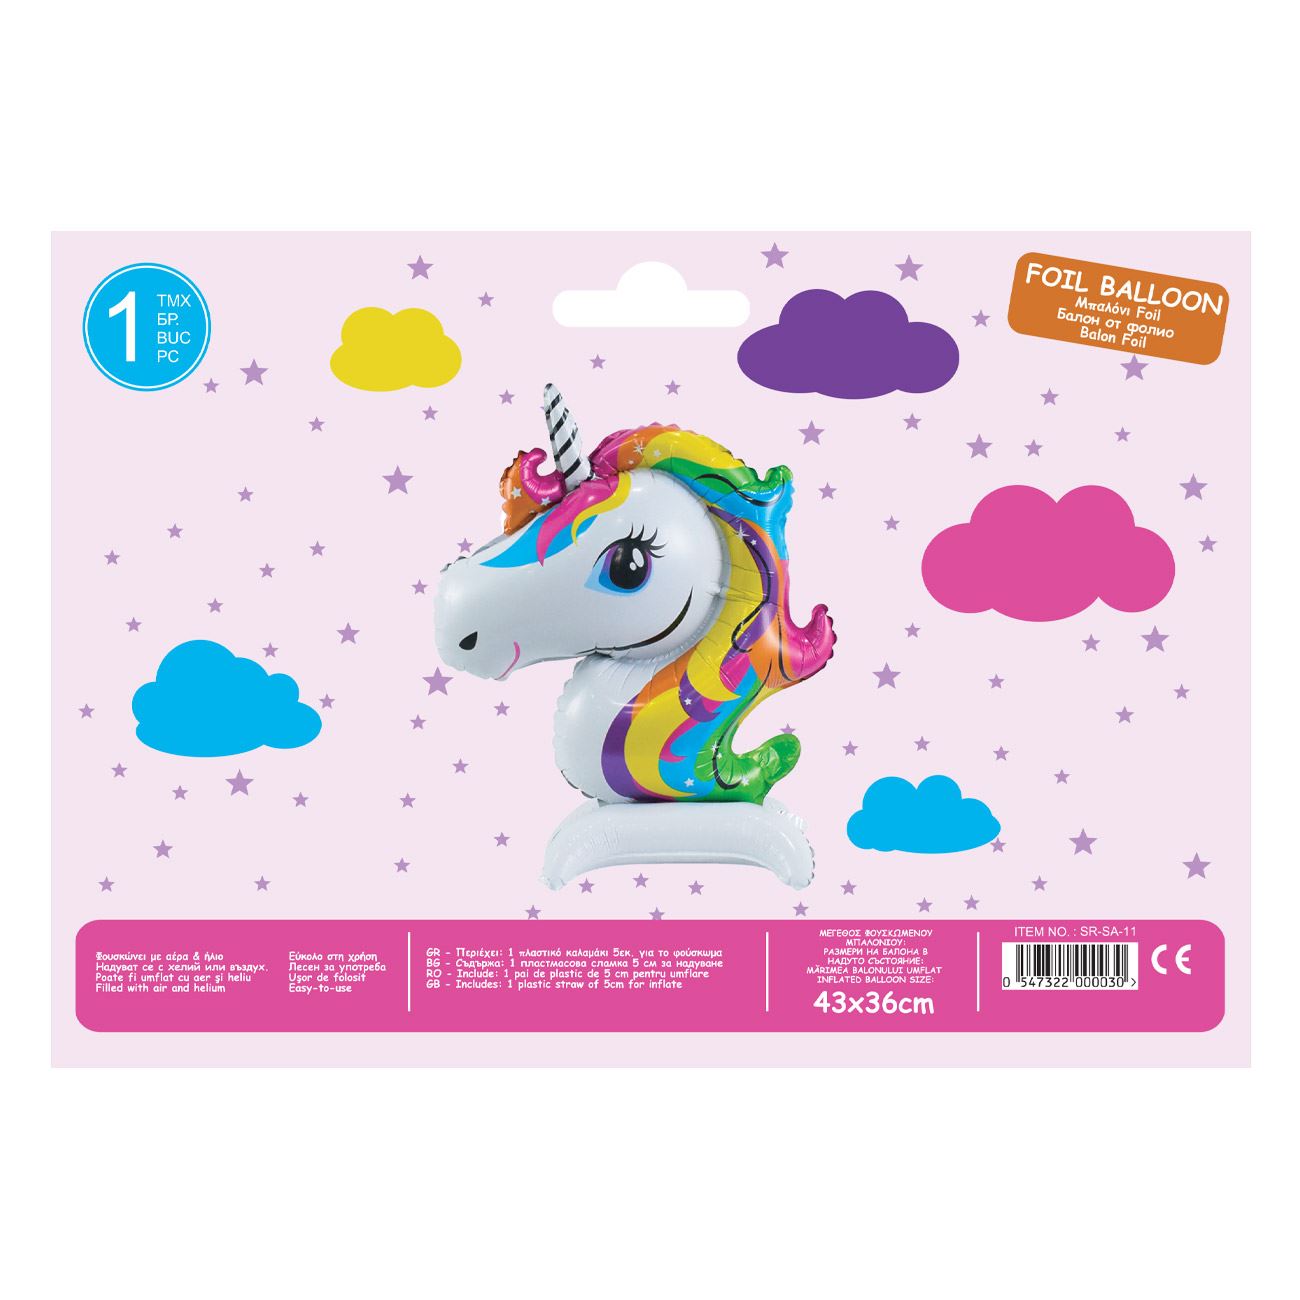 1
ΤΜΧ
БР.
BUC
PC
FOIL BALLOON
Μπαλόνι Foil
Балон от фолио
Balon Foil
Φουσκώνει με αέρα & ήλιο
Надуват се с хелий или въздух.
Poate fi umflat cu aer şi heliu
Filled with air and helium
Εύκολο στη χρήση
Лесен за употреба
Uşor de folosit
Easy-to-use
GR - Περιέχει: 1 πλαστικό καλαμάκι 5εκ. για το φούσκωμα
BG - Съдържа: 1 пластмасова сламка 5 см за надуване
RO - Include: 1 pai de plastic de 5 cm pentru umflare
GB - Includes: 1 plastic straw of 5cm for inflate
ΜΕΓΕΘΟΣ ΦΟΥΣΚΩΜΕΝΟΥ
ΜΠΑΛΟΝΙΟΥ:
РАЗМЕРИ НА БАЛОНА В
НАДУТО СЪСТОЯНИЕ:
MĂRIMEA BALONULUI UMFLAT
INFLATED BALLOON SIZE:
43x36cm
ITEM NO. : SR-SA-11
0 547322 000030 >
CE